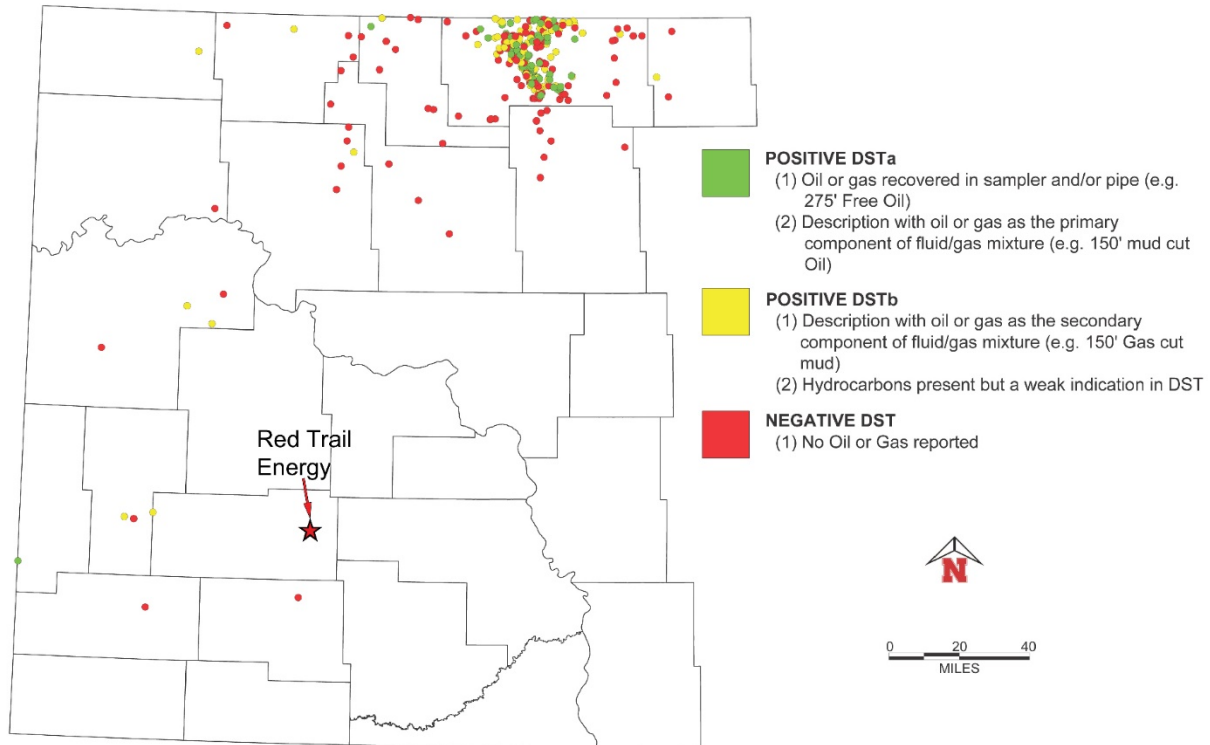 Red Trail
Energy
POSITIVE DSTa
(1) Oil or gas recovered in sampler and/or pipe (e.g.
275' Free Oil)
(2) Description with oil or gas as the primary
component of fluid/gas mixture (e.g. 150' mud cut
Oil)
POSITIVE DSTb
(1) Description with oil or gas as the secondary
component of fluid/gas mixture (e.g. 150' Gas cut
mud)
(2) Hydrocarbons present but a weak indication in DST
NEGATIVE DST
(1) No Oil or Gas reported
N
0 20 40
MILES